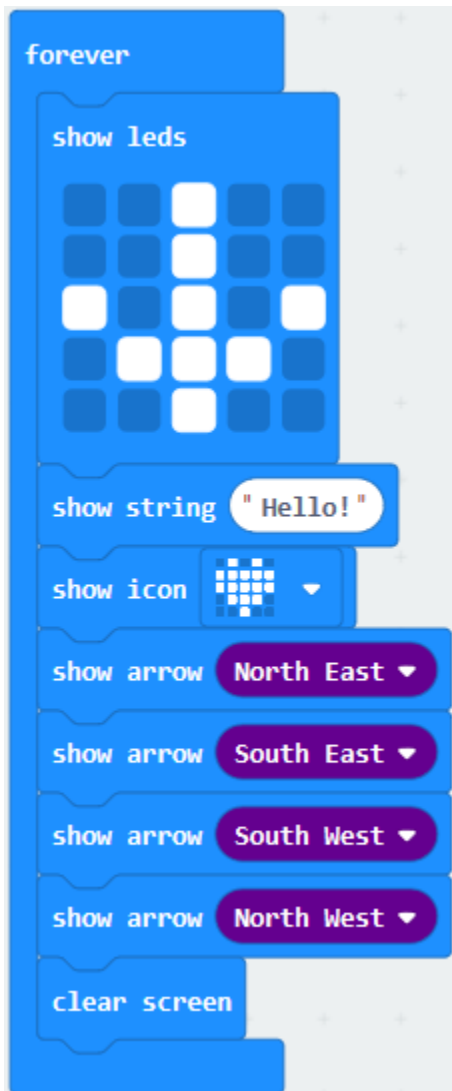 forever
show leds
show string "Hello!"
show icon
show arrow North East
show arrow South East
show arrow South West
show arrow North West
clear screen